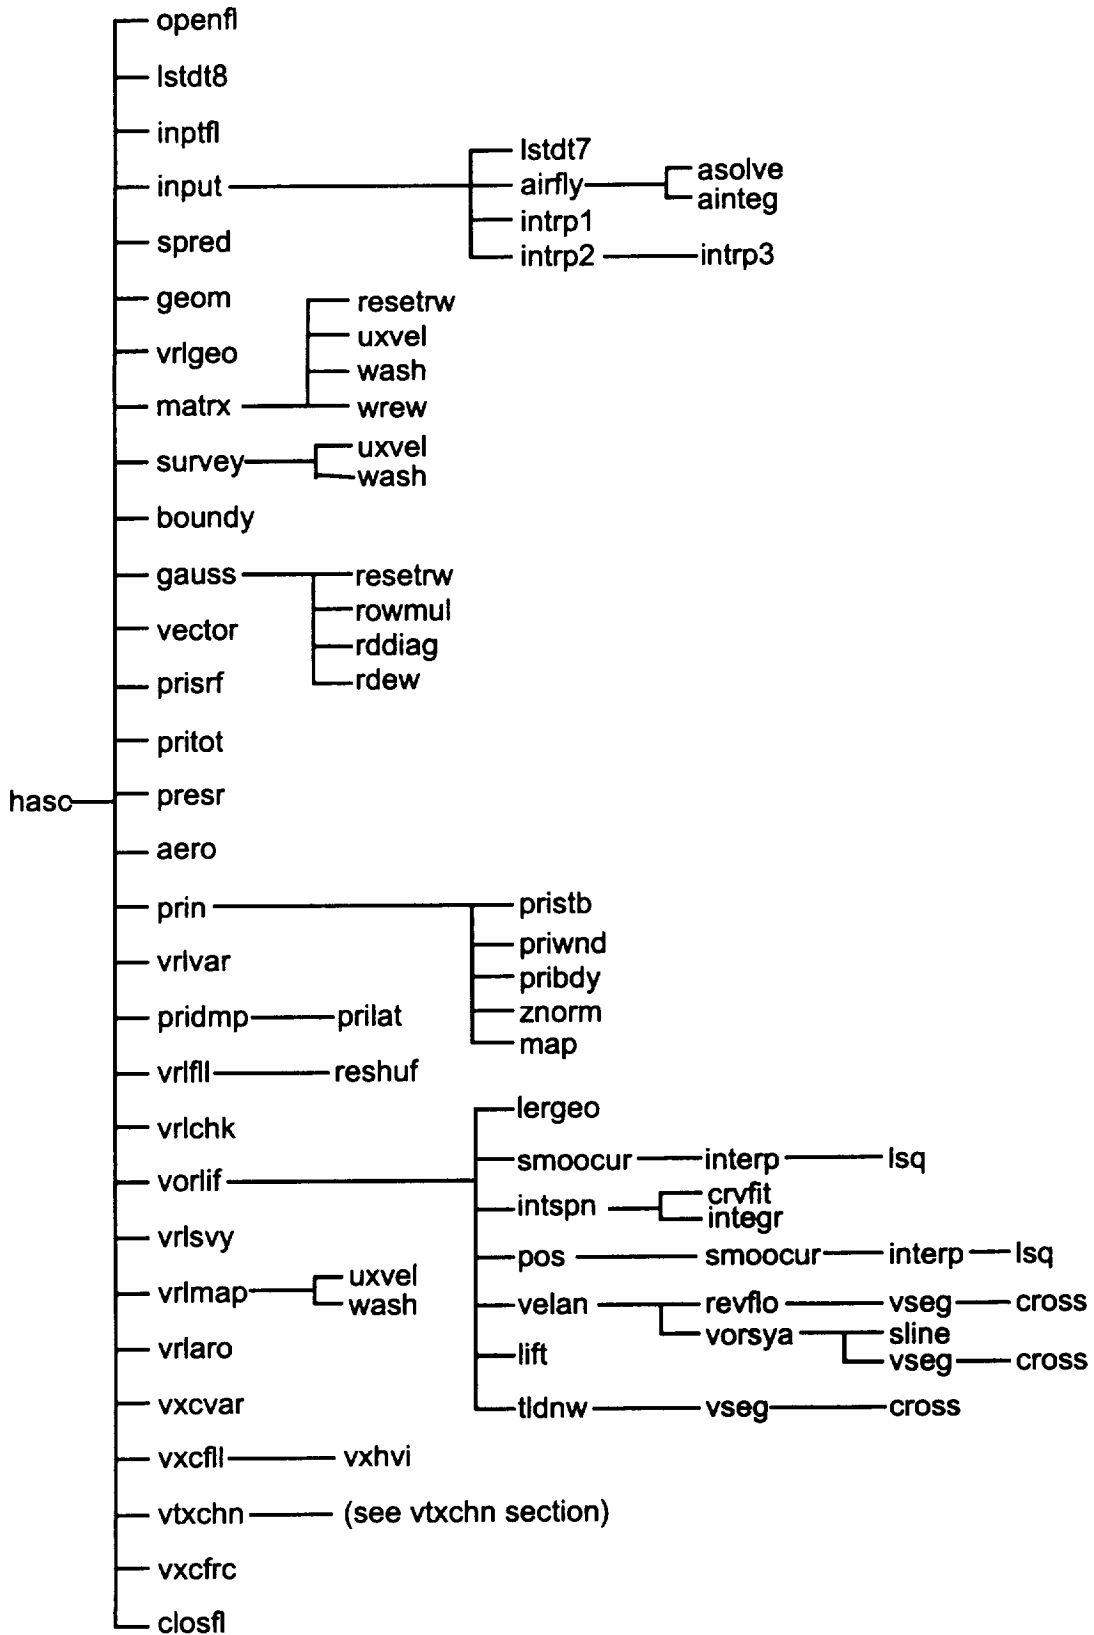 openfl
lstdt8
inptfl
lstdt7
input airfly asolve
ainteg
intrp1
intrp2 intrp3
spred
geom resetrw
uxvel
vrlgeo
wash
matrx wrew
survey uxvel
wash
boundy
gauss resetrw
rowmul
vector rddiag
prisrf rdew
pritot
hasc presr
aero
prin pristb
priwnd
vrlvar pribdy
znorm
pridmp prilat
map
vrlfll reshuf
lergeo
vrlchk
smoocur interp lsq
vorlif
intspn crvfit
integr
vrlsvy
pos smoocur interp lsq
vrlmap uxvel
wash
velan revflo vseg cross
vorsya sline
vrlaro lift
vseg cross
vxcvar tldnw vseg cross
vxcfll vxhvi
vtxchn (see vtxchn section)
vxcfrc
closfl